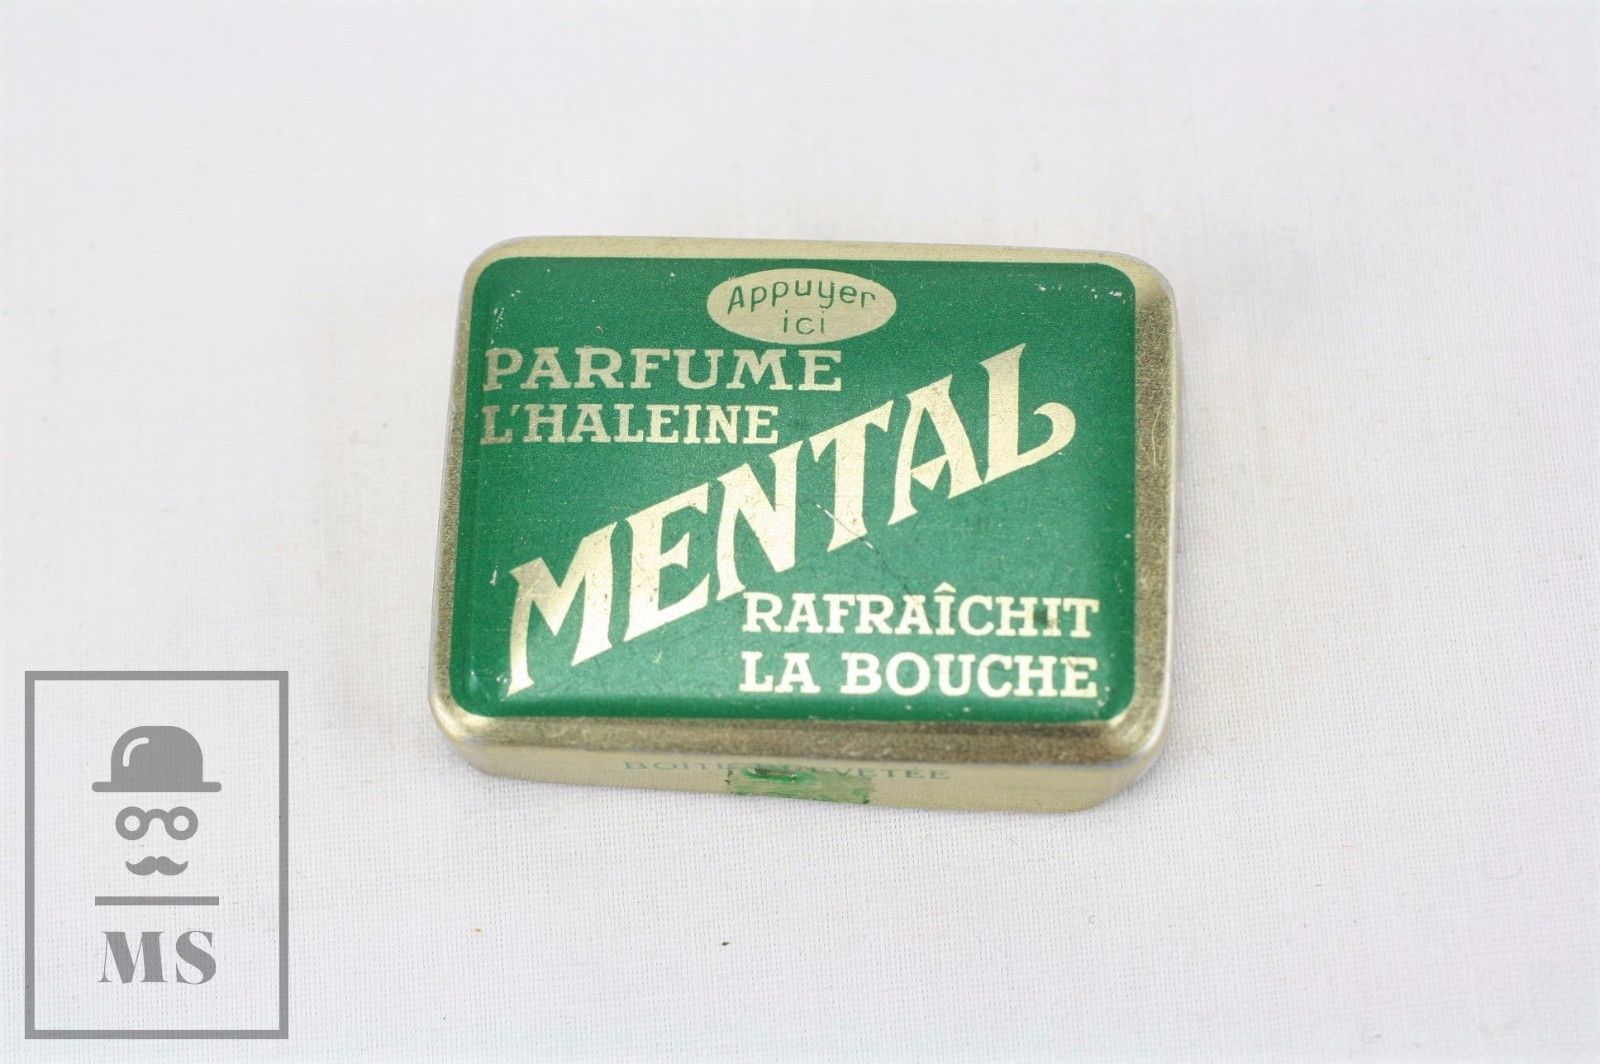 Appuyer
ici
PARFUME
L'HALEINE
MENTAL
RAFRAÎCHIT
LA BOUCHE
MS